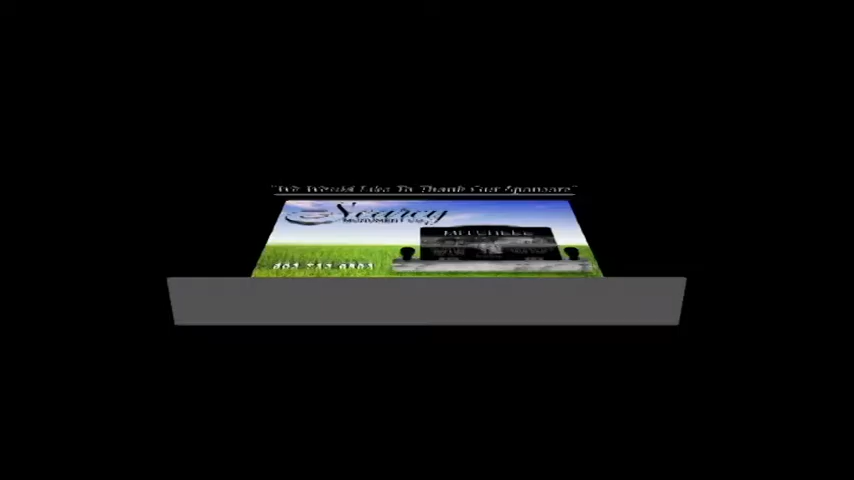 "We Would Like To Thank Our Sponsors"
Searcy
MONUMENT CO.
MITCHELL